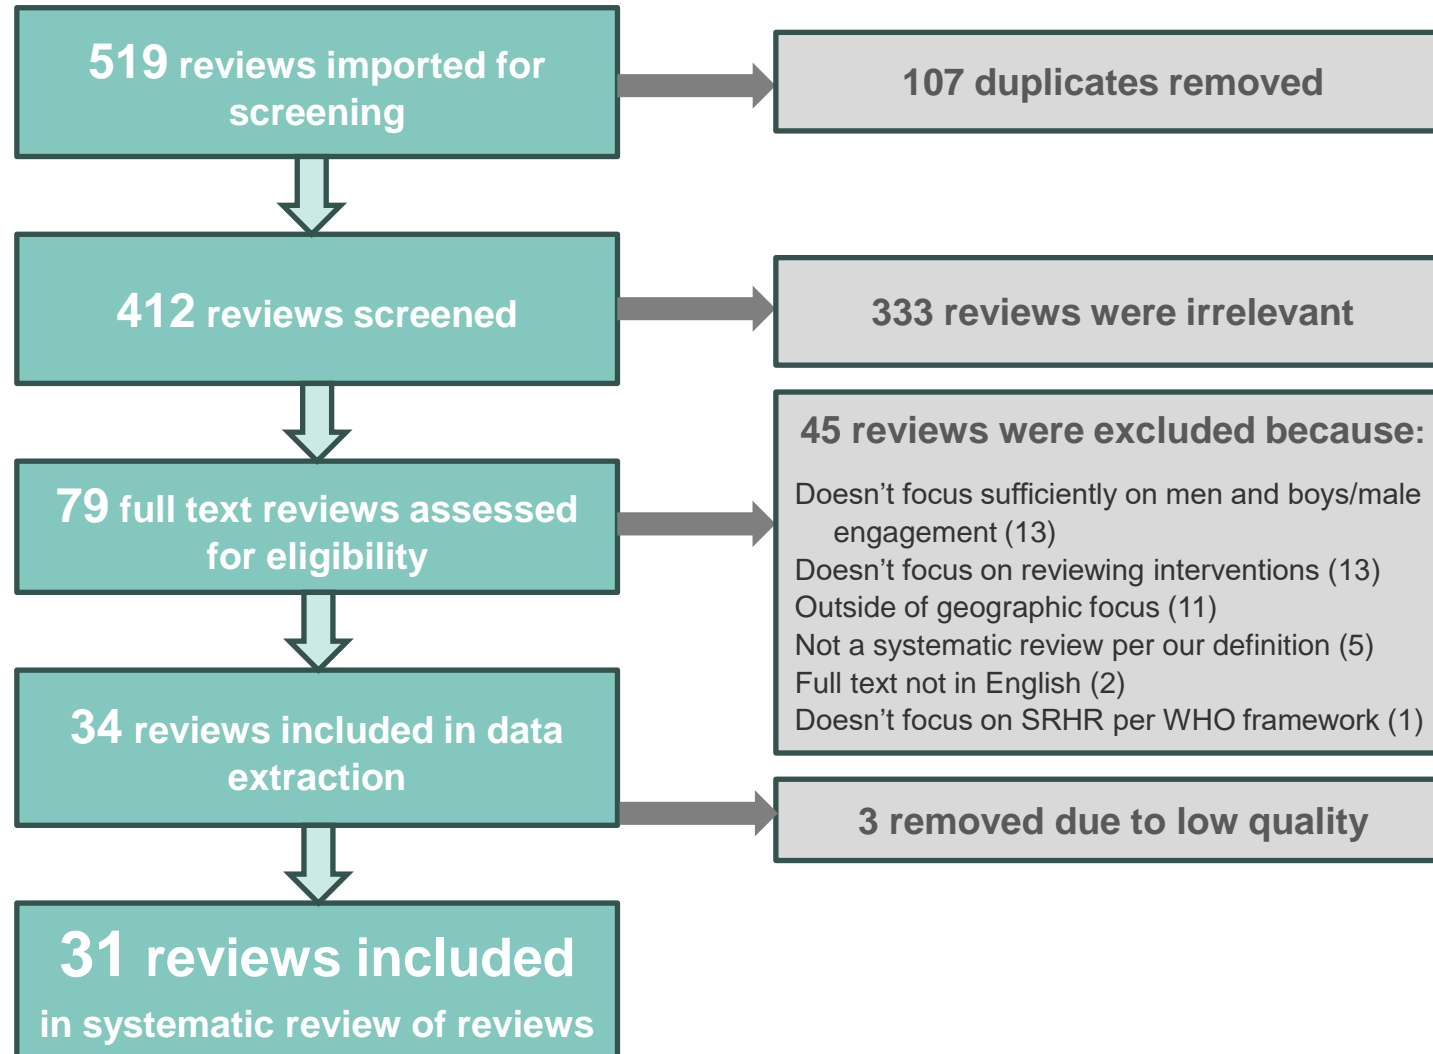 519 reviews imported for
screening
107 duplicates removed
412 reviews screened
333 reviews were irrelevant
79 full text reviews assessed
for eligibility
45 reviews were excluded because:
Doesn't focus sufficiently on men and boys/male
engagement (13)
Doesn't focus on reviewing interventions (13)
Outside of geographic focus (11)
Not a systematic review per our definition (5)
Full text not in English (2)
Doesn't focus on SRHR per WHO framework (1)
34 reviews included in data
extraction
3 removed due to low quality
31 reviews included
in systematic review of reviews